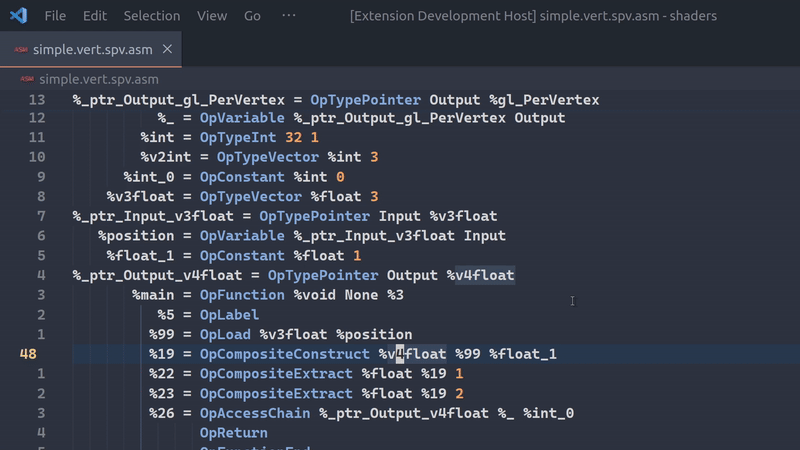 File Edit Selection View Go ··· [Extension Development Host] simple.vert.spv.asm - shaders
ASM simple.vert.spv.asm ×
ASM simple.vert.spv.asm
13 %_ptr_Output_gl_PerVertex = OpTypePointer Output %gl_PerVertex
12 %_ = OpVariable %_ptr_Output_gl_PerVertex Output
11 %int = OpTypeInt 32 1
10 %v2int = OpTypeVector %int 3
9 %int_0 = OpConstant %int 0
8 %v3float = OpTypeVector %float 3
7 %_ptr_Input_v3float = OpTypePointer Input %v3float
6 %position = OpVariable %_ptr_Input_v3float Input
5 %float_1 = OpConstant %float 1
4 %_ptr_Output_v4float = OpTypePointer Output %v4float
3 %main = OpFunction %void None %3
2 %5 = OpLabel
1 %99 = OpLoad %v3float %position
48 %19 = OpCompositeConstruct %v4float %99 %float_1
1 %22 = OpCompositeExtract %float %19 1
2 %23 = OpCompositeExtract %float %19 2
3 %26 = OpAccessChain %_ptr_Output_v4float %_ %int_0
4 OpReturn
5 OpFunctionEnd